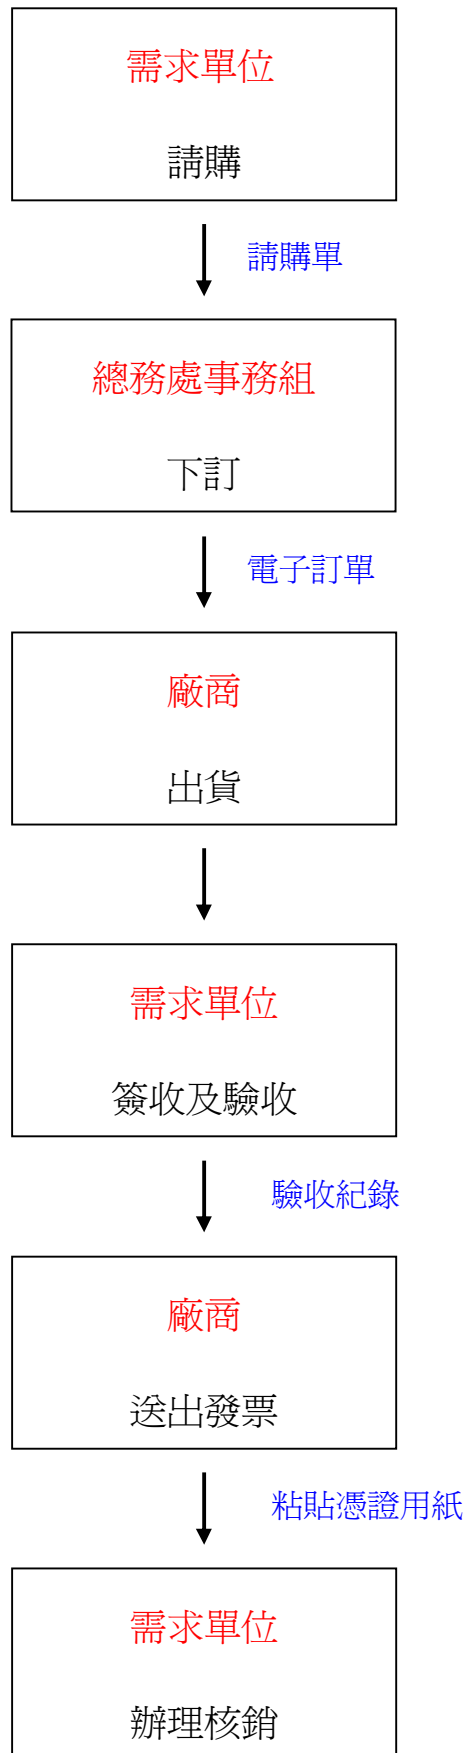 需求單位
請購
請購單
總務處事務組
下訂
電子訂單
廠商
出貨
需求單位
簽收及驗收
驗收紀錄
廠商
送出發票
粘貼憑證用紙
需求單位
辦理核銷